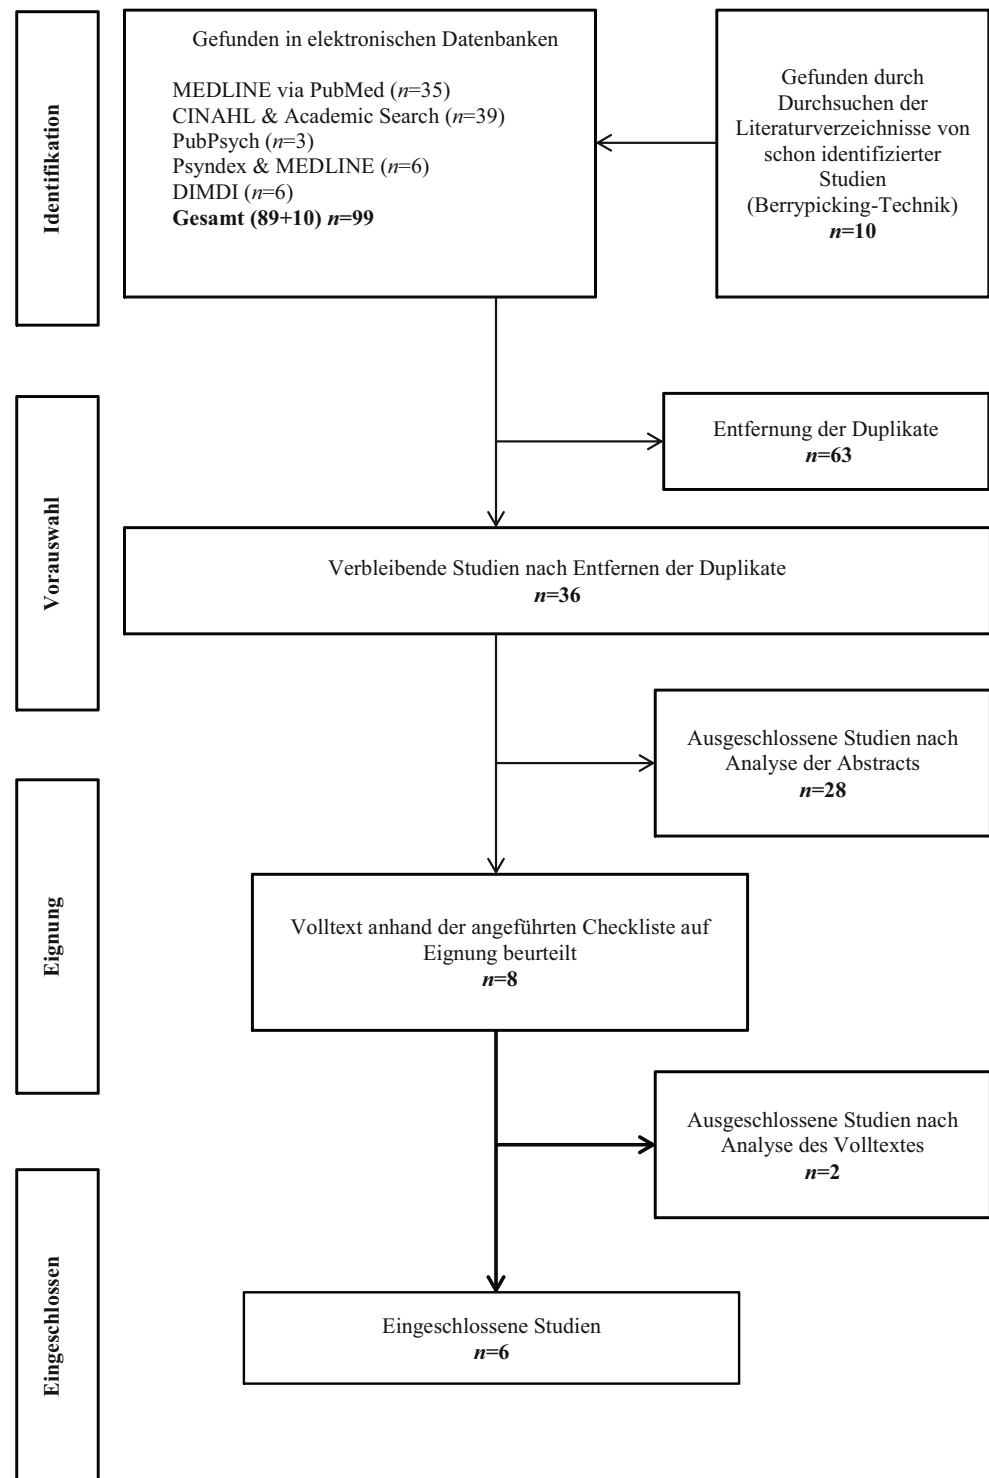 Identifikation
Gefunden in elektronischen Datenbanken
MEDLINE via PubMed (n=35)
CINAHL & Academic Search (n=39)
PubPsych (n=3)
Psyndex & MEDLINE (n=6)
DIMDI (n=6)
Gesamt (89+10) n=99
Gefunden durch
Durchsuchen der
Literaturverzeichnisse von
schon identifizierter
Studien
(Berrypicking-Technik)
n=10
Vorauswahl
Entfernung der Duplikate
n=63
Verbleibende Studien nach Entfernen der Duplikate
n=36
Ausgeschlossene Studien nach
Analyse der Abstracts
n=28
Eignung
Volltext anhand der angeführten Checkliste auf
Eignung beurteilt
n=8
Ausgeschlossene Studien nach
Analyse des Volltextes
n=2
Eingeschlossen
Eingeschlossene Studien
n=6